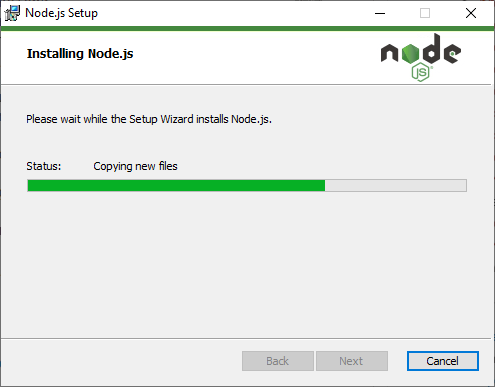 Node.js Setup
Installing Node.js
node
JS
Please wait while the Setup Wizard installs Node.js.
Status: Copying new files
Back Next Cancel